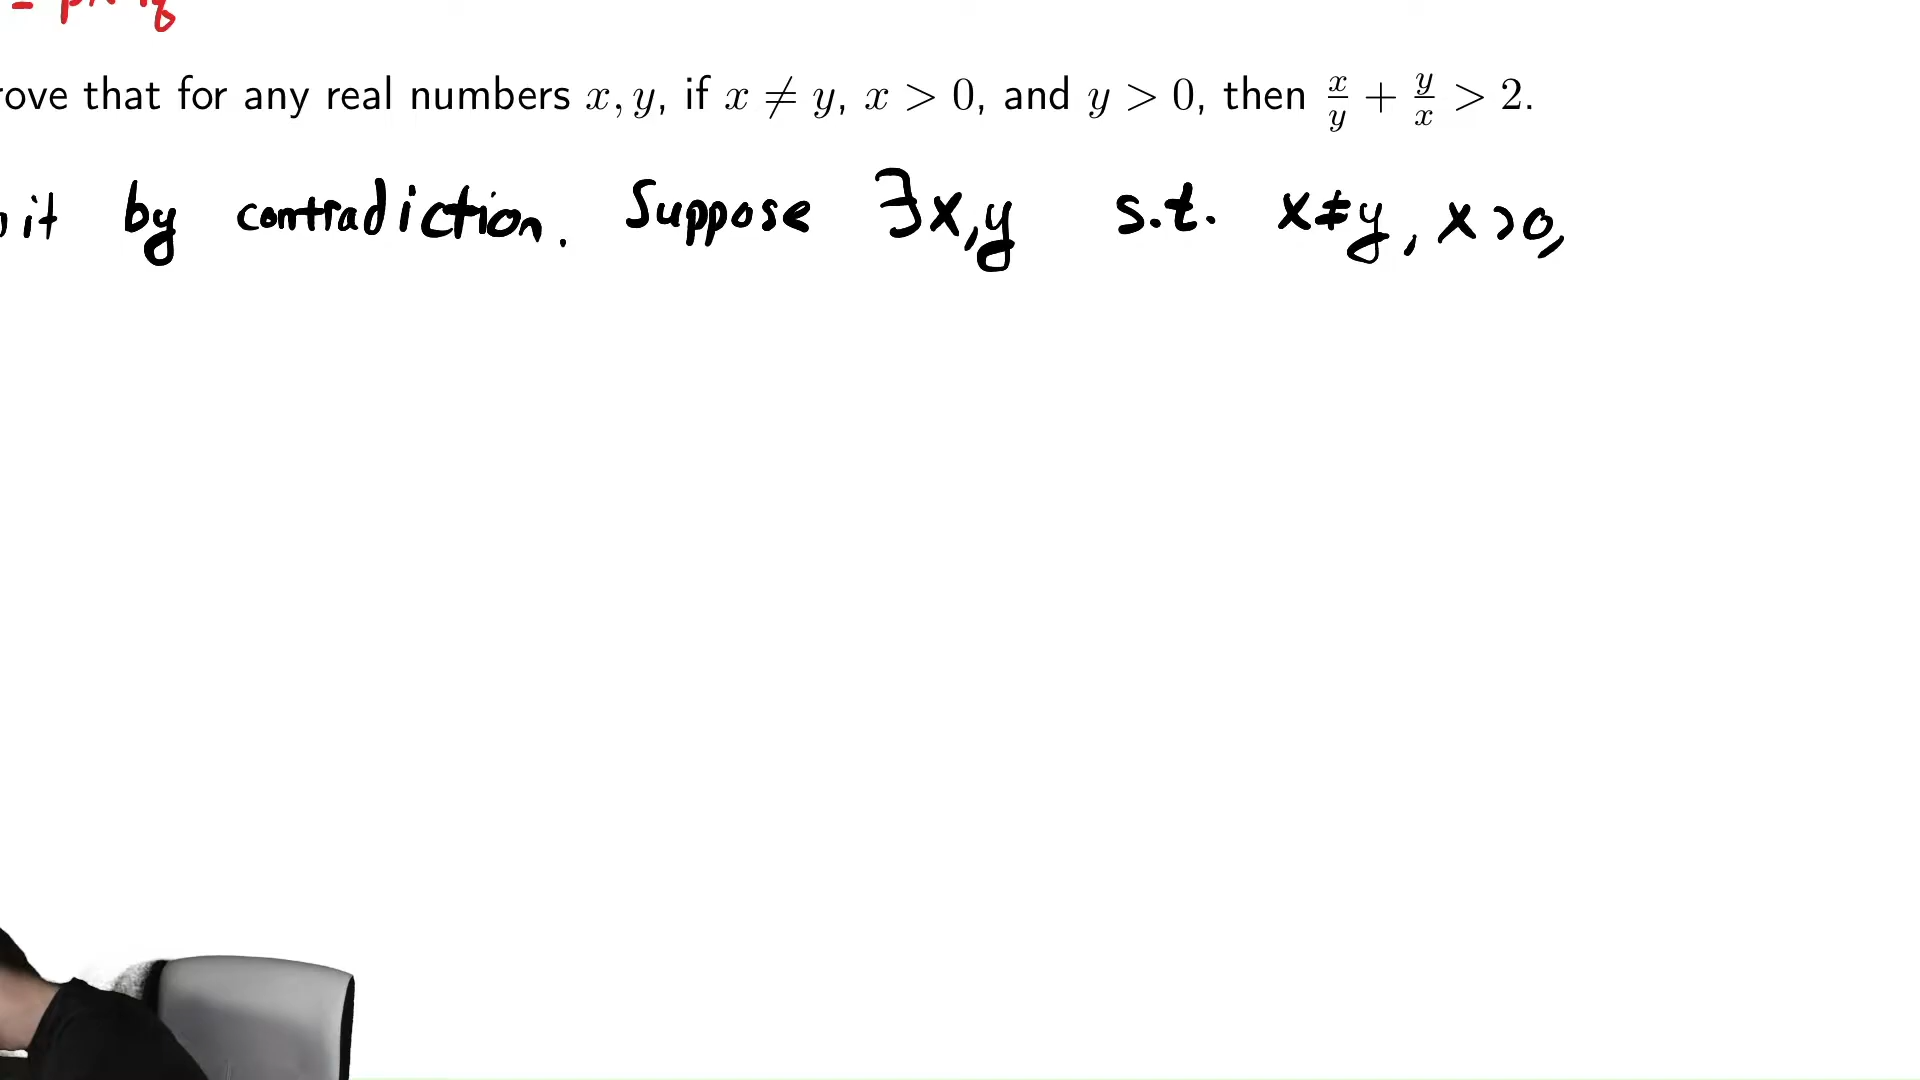 = p∧ ¬q
rove that for any real numbers x, y, if x ≠ y, x > 0, and y > 0, then x/y + y/x > 2.
it by contradiction. Suppose ∃x,y s.t. x≠y, x>0,